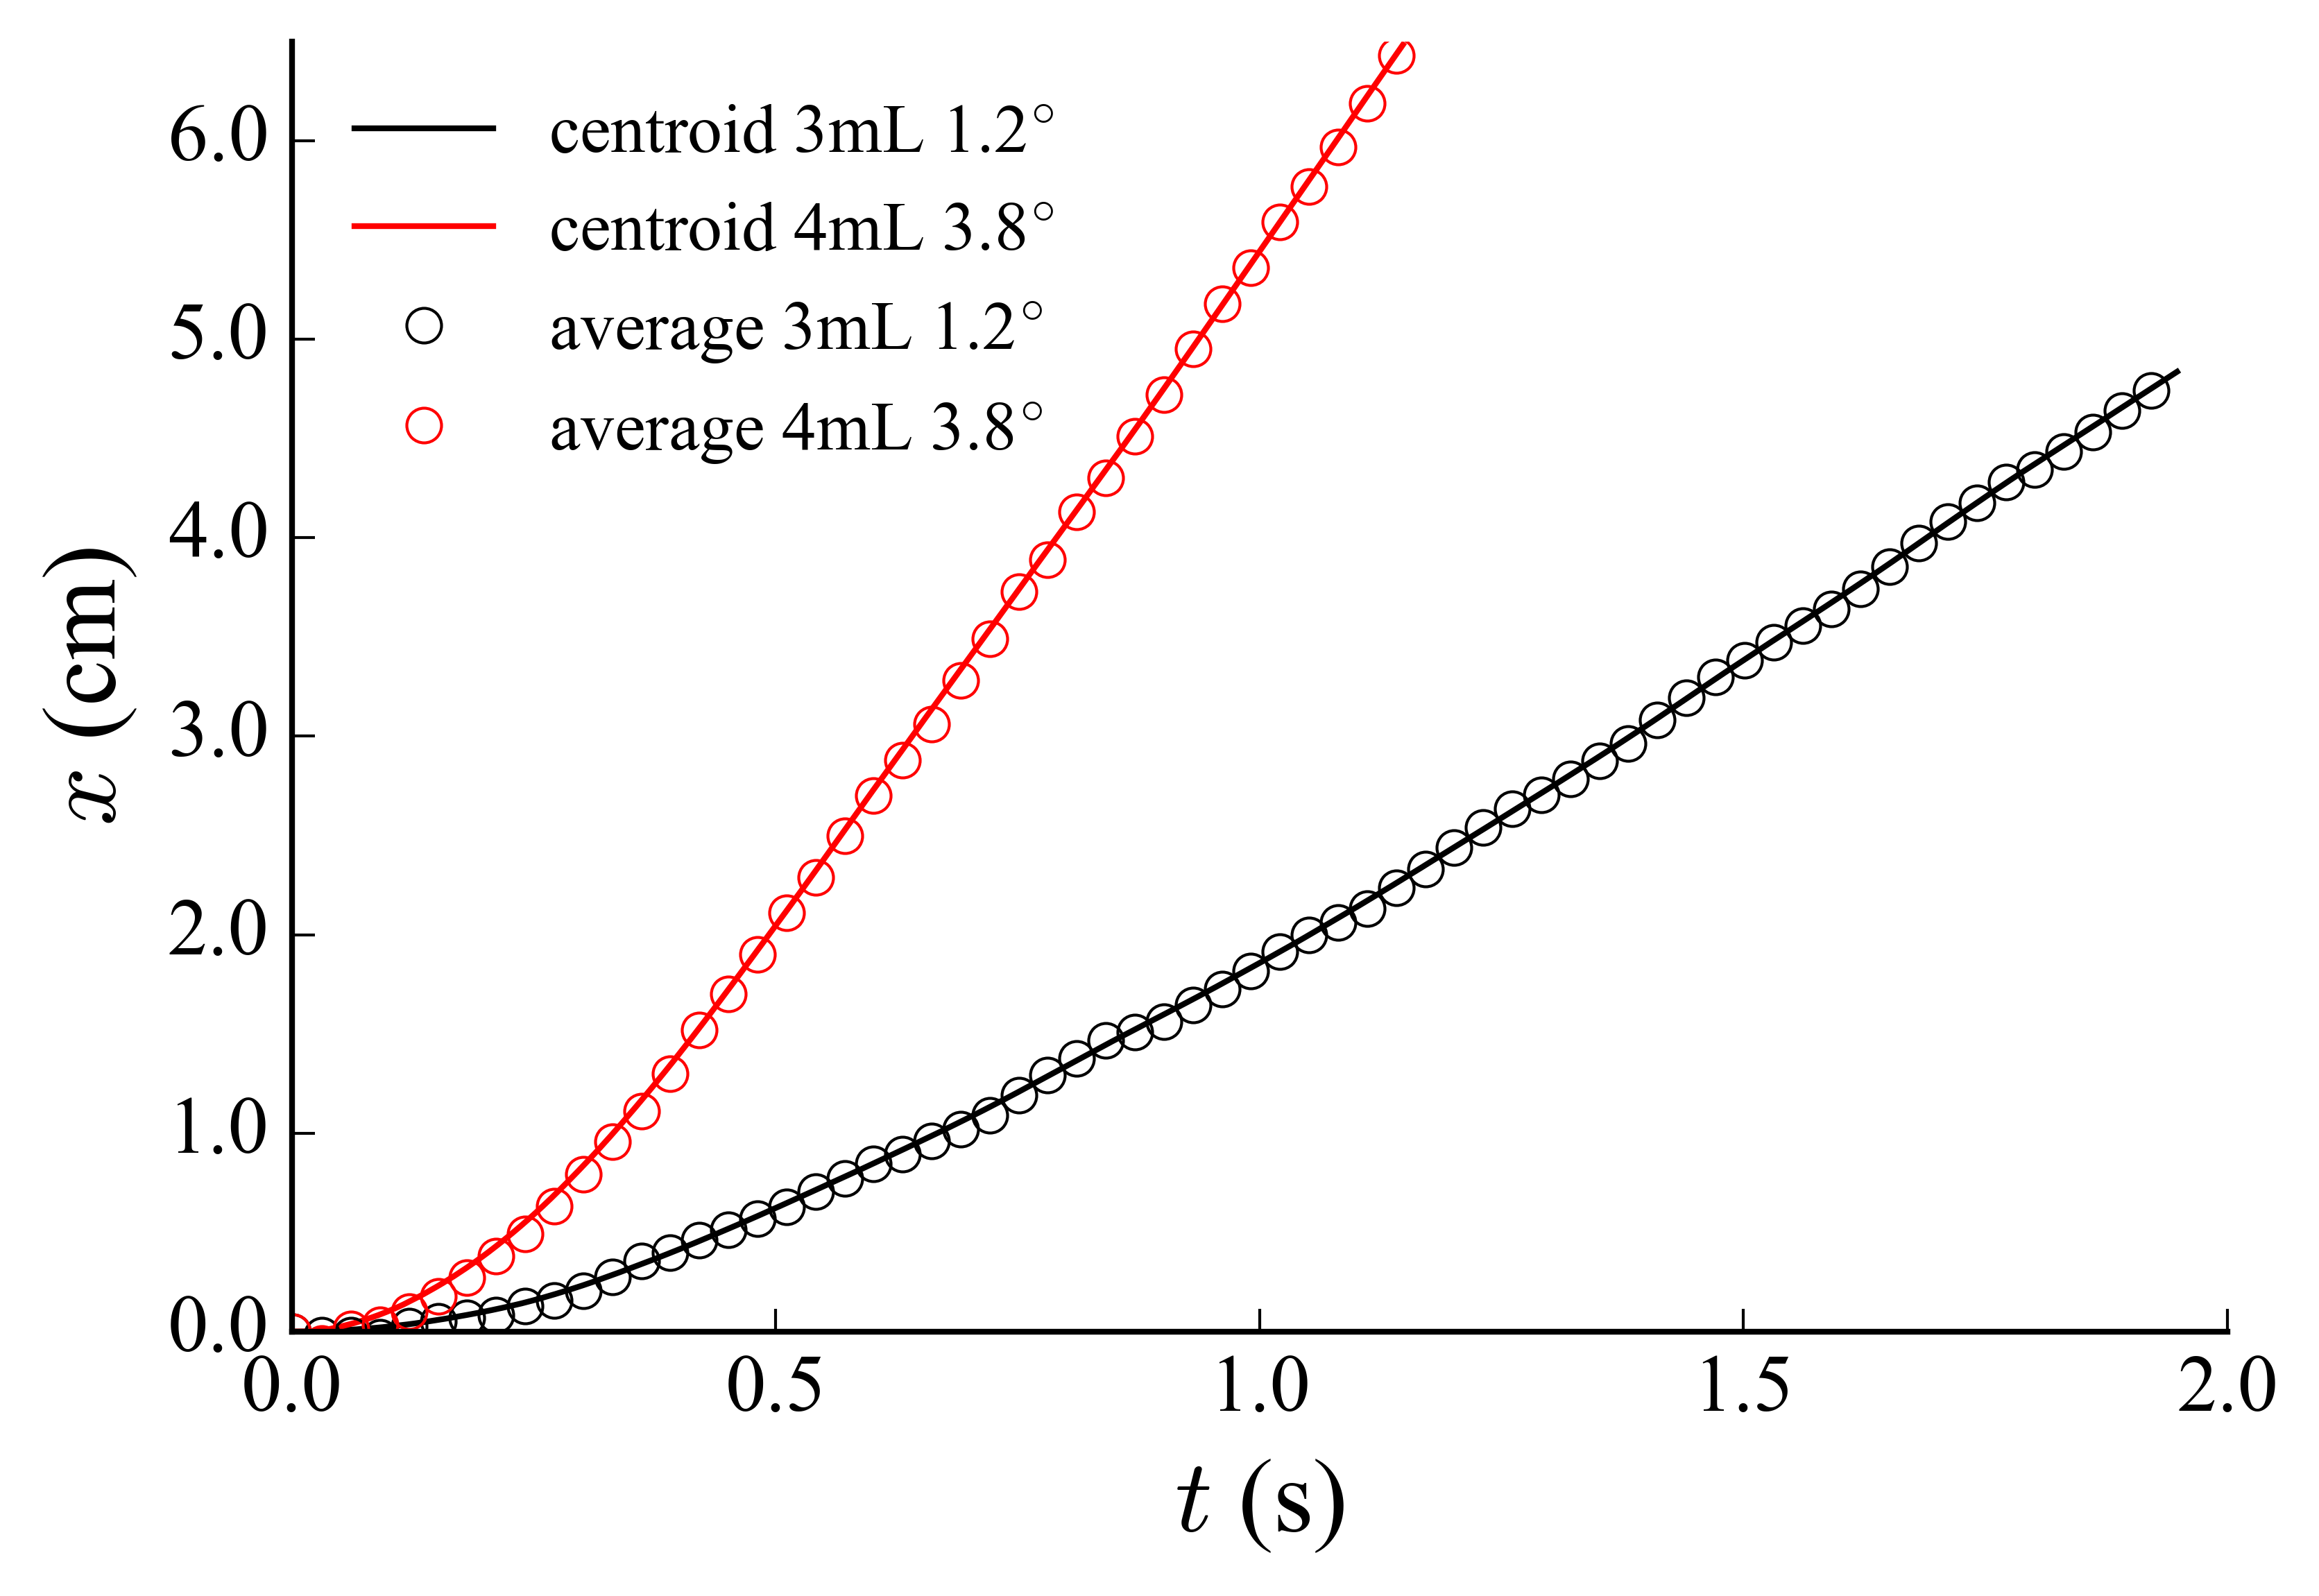 centroid 3mL 1.2°
centroid 4mL 3.8°
average 3mL 1.2°
average 4mL 3.8°
6.0
5.0
4.0
3.0
2.0
1.0
0.0
x (cm)
0.0 0.5 1.0 1.5 2.0
t (s)